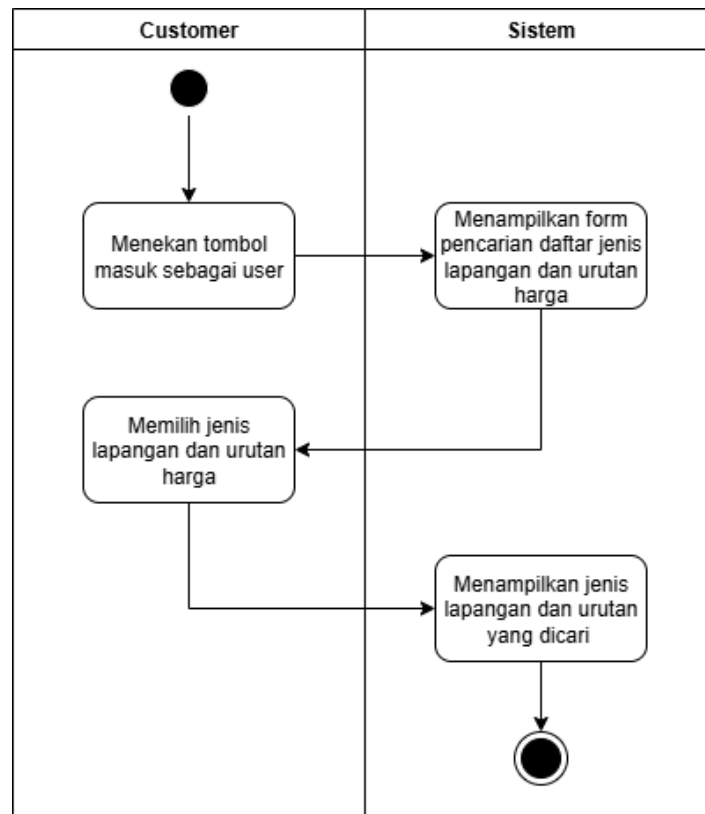 Customer
Sistem
Menekan tombol
masuk sebagai user
Menampilkan form
pencarian daftar jenis
lapangan dan urutan
harga
Memilih jenis
lapangan dan urutan
harga
Menampilkan jenis
lapangan dan urutan
yang dicari